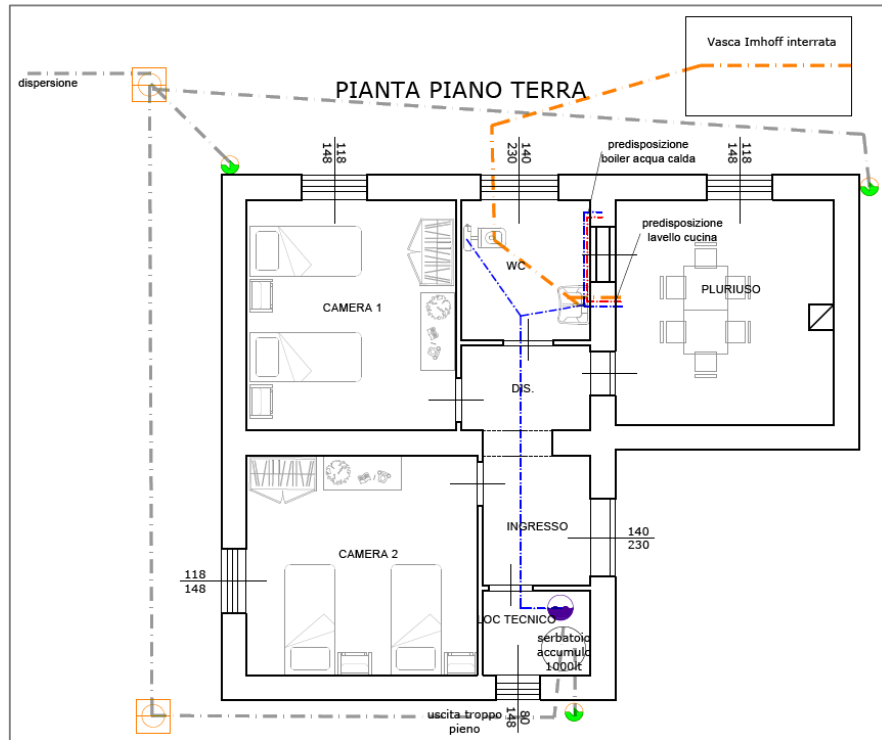 Vasca Imhoff interrata
dispersione
PIANTA PIANO TERRA
118
148
140
230
predisposizione
boiler acqua calda
118
148
predisposizione
lavello cucina
WC
PLURIUSO
CAMERA 1
DIS.
INGRESSO
140
230
CAMERA 2
118
148
LOC TECNICO
serbatoio
accumulo
1000lt
uscita troppo
pieno
80
148